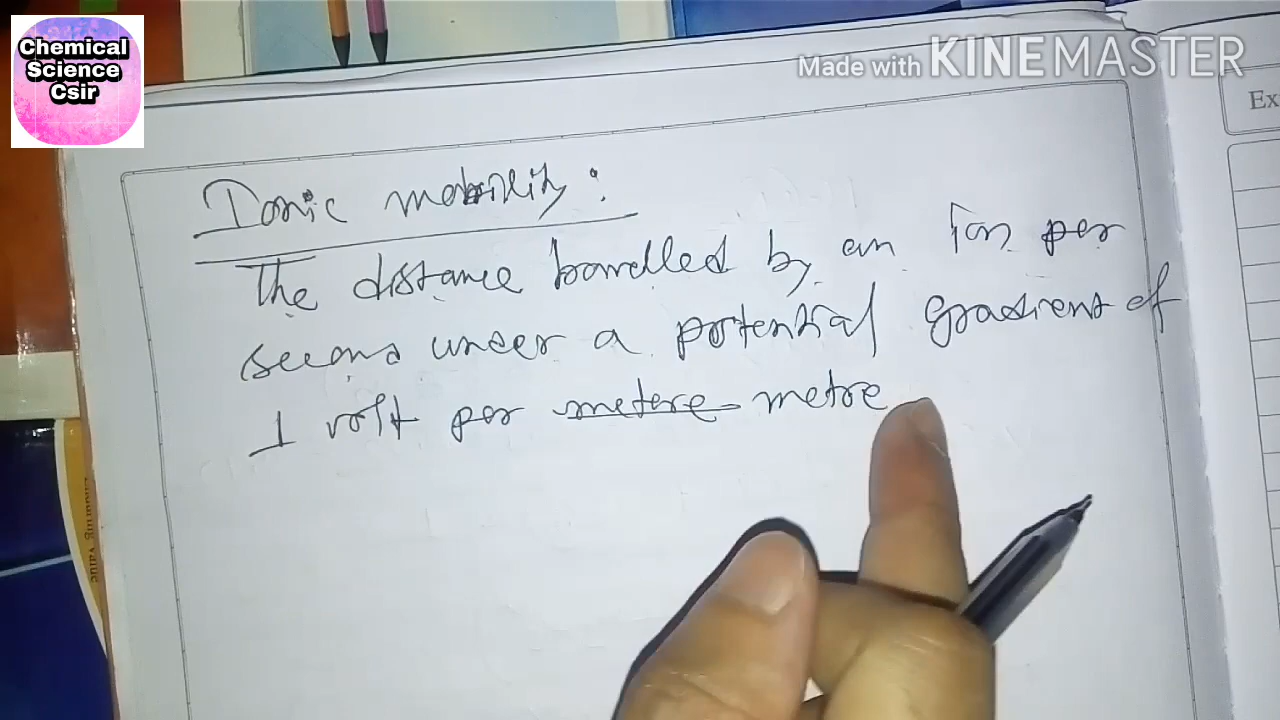 Chemical
Science
Csir
Made with KINEMASTER
Ex
Ionic mobility :
The distance travelled by an Ion per
second under a potential gradient of
1 volt per metere metre